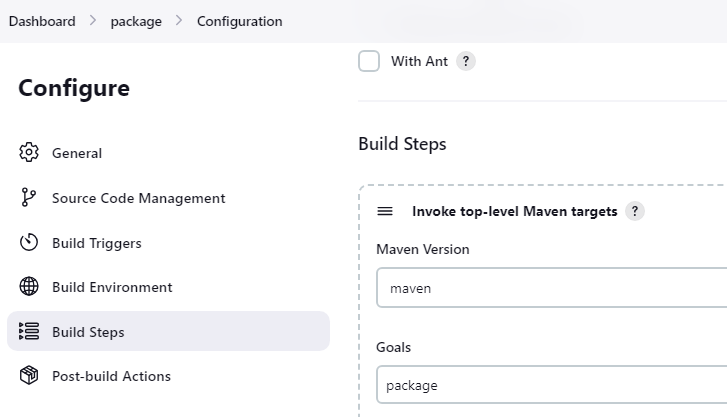 Dashboard > package > Configuration
With Ant ?
Configure
General
Source Code Management
Build Triggers
Build Environment
Build Steps
Post-build Actions
Build Steps
Invoke top-level Maven targets ?
Maven Version
maven
Goals
package